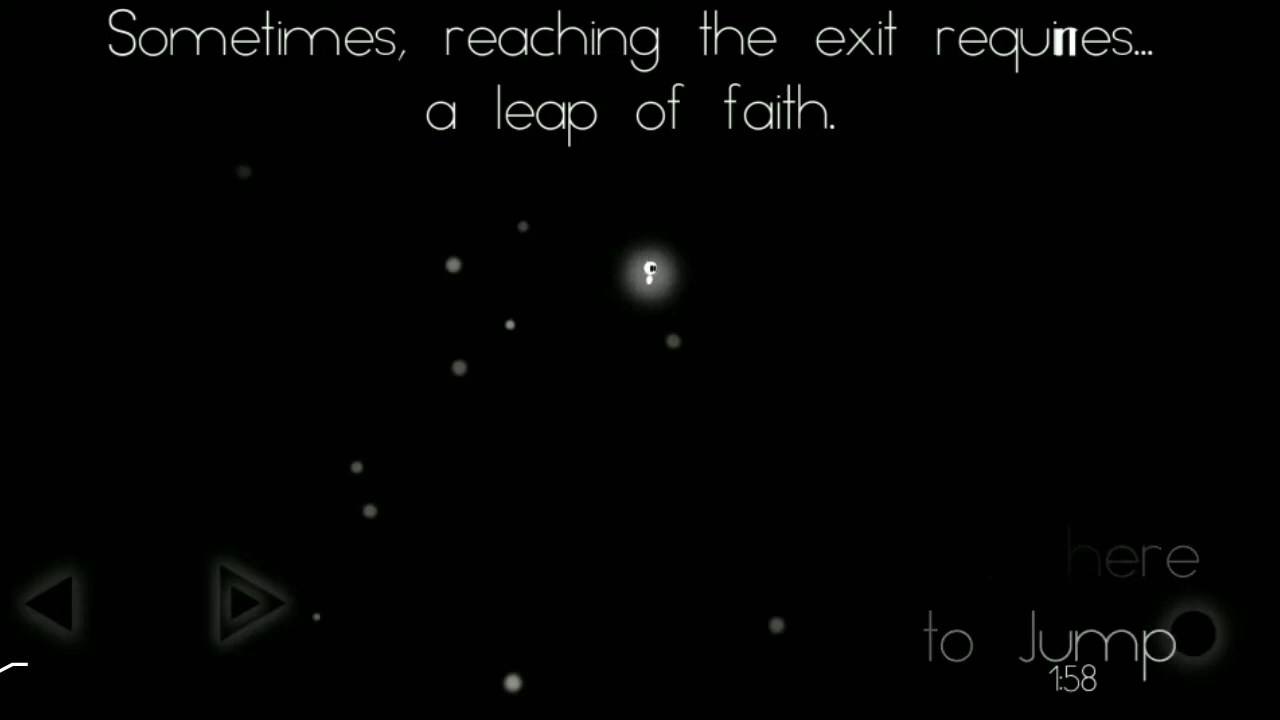 Sometimes, reaching the exit requires...
a leap of faith.
here
to Jump
1:58